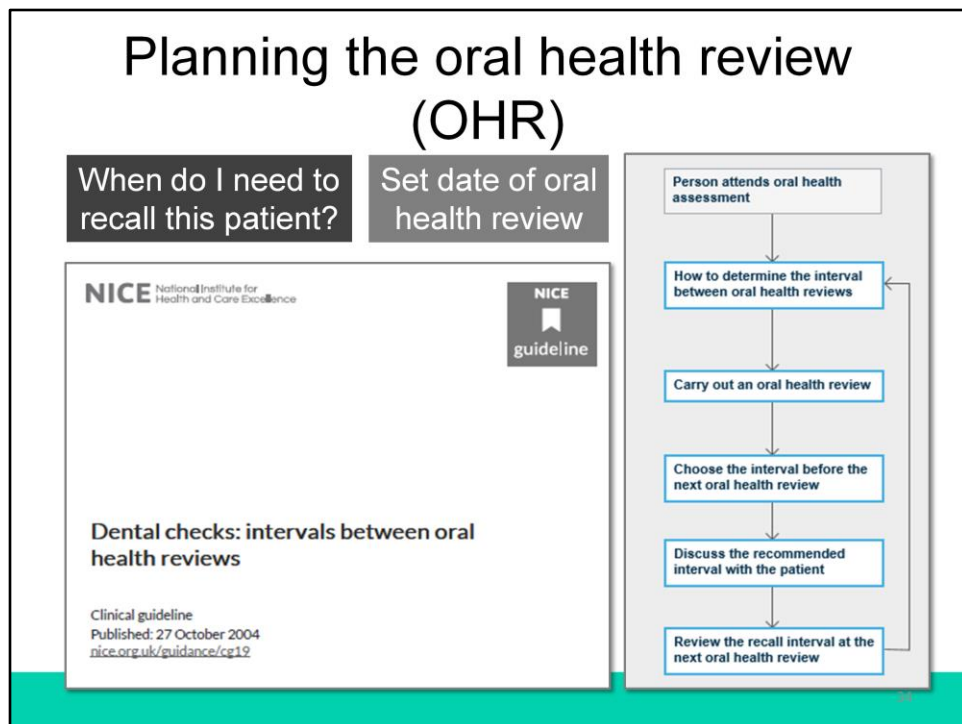 Planning the oral health review
(OHR)
When do I need to
recall this patient?
Set date of oral
health review
NICE National Institute for
Health and Care Excellence
NICE
guideline
Dental checks: intervals between oral
health reviews
Clinical guideline
Published: 27 October 2004
nice.org.uk/guidance/cg19
Person attends oral health
assessment
How to determine the interval
between oral health reviews
Carry out an oral health review
Choose the interval before the
next oral health review
Discuss the recommended
interval with the patient
Review the recall interval at the
next oral health review